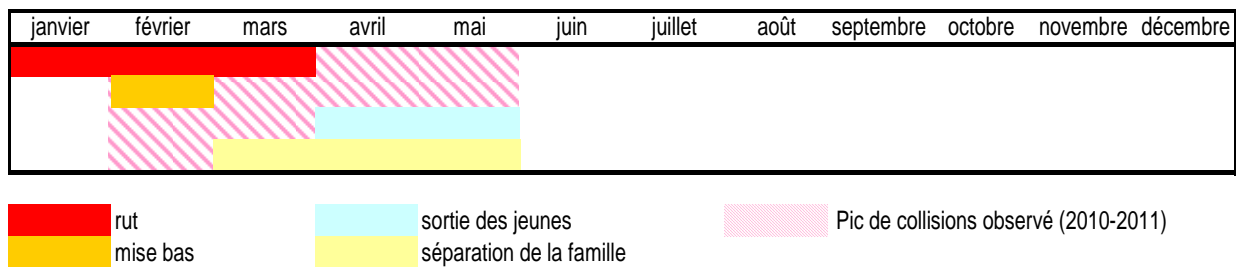 janvier février mars avril mai juin juillet août septembre octobre novembre décembre
rut sortie des jeunes Pic de collisions observé (2010-2011)
mise bas séparation de la famille